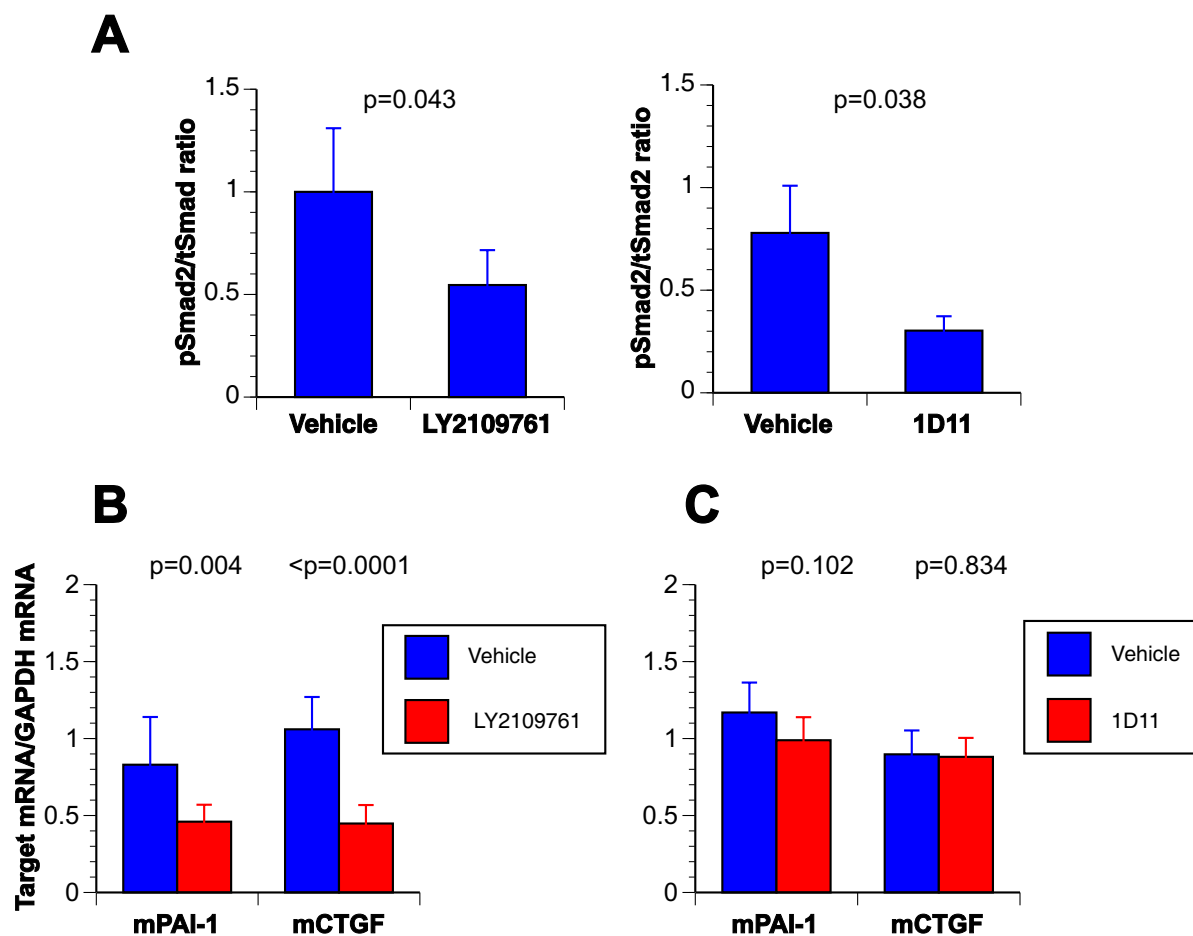 A
pSmad2/tSmad ratio
1.5
1
0.5
0
p=0.043
Vehicle
LY2109761
pSmad2/tSmad2 ratio
1.5
1
0.5
0
p=0.038
Vehicle
1D11
B
Target mRNA/GAPDH mRNA
2
1.5
1
0.5
0
p=0.004
<p=0.0001
Vehicle
LY2109761
mPAI-1
mCTGF
C
2
1.5
1
0.5
0
p=0.102
p=0.834
Vehicle
1D11
mPAI-1
mCTGF